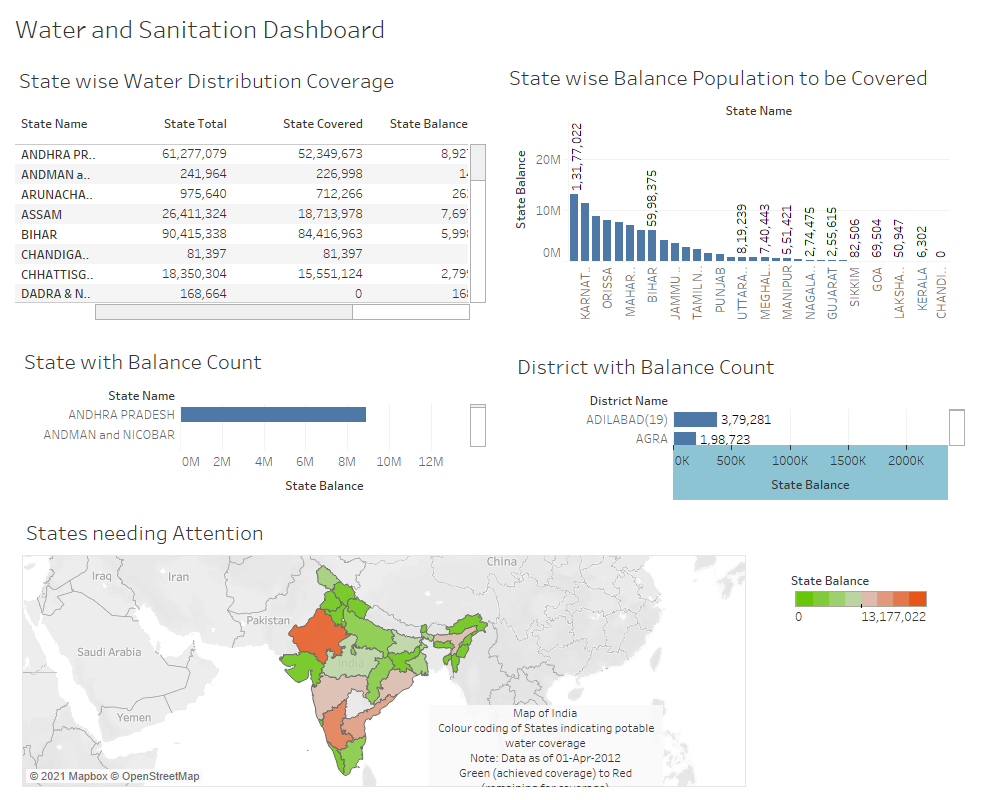 Water and Sanitation Dashboard
State wise Water Distribution Coverage
State Name State Total State Covered State Balance
ANDHRA PR.. 61,277,079 52,349,673 8,92
ANDMAN a.. 241,964 226,998 1
ARUNACHA.. 975,640 712,266 26
ASSAM 26,411,324 18,713,978 7,69
BIHAR 90,415,338 84,416,963 5,99
CHANDIGA.. 81,397 81,397
CHHATTISG.. 18,350,304 15,551,124 2,79
DADRA & N.. 168,664 0 16
State wise Balance Population to be Covered
State Name
State Balance
20M
10M
0M
1,31,77,022
59,98,375
8,19,239
7,40,443
5,51,421
2,74,475
2,55,615
82,506
69,504
50,947
6,302
0
KARNAT..
ORISSA
MAHAR..
BIHAR
JAMMU ..
TAMIL N..
PUNJAB
UTTARA..
MEGHAL..
MANIPUR
NAGALA..
GUJARAT
SIKKIM
GOA
LAKSHA..
KERALA
CHANDI..
State with Balance Count
State Name
ANDHRA PRADESH
ANDMAN and NICOBAR
0M 2M 4M 6M 8M 10M 12M
State Balance
District with Balance Count
District Name
ADILABAD(19) 3,79,281
AGRA 1,98,723
0K 500K 1000K 1500K 2000K
State Balance
States needing Attention
China
Iraq
Iran
Pakistan
Saudi Arabia
India
Yemen
Map of India
Colour coding of States indicating potable
water coverage
Note: Data as of 01-Apr-2012
Green (achieved coverage) to Red
(remaining for coverage)
© 2021 Mapbox © OpenStreetMap
State Balance
0 13,177,022